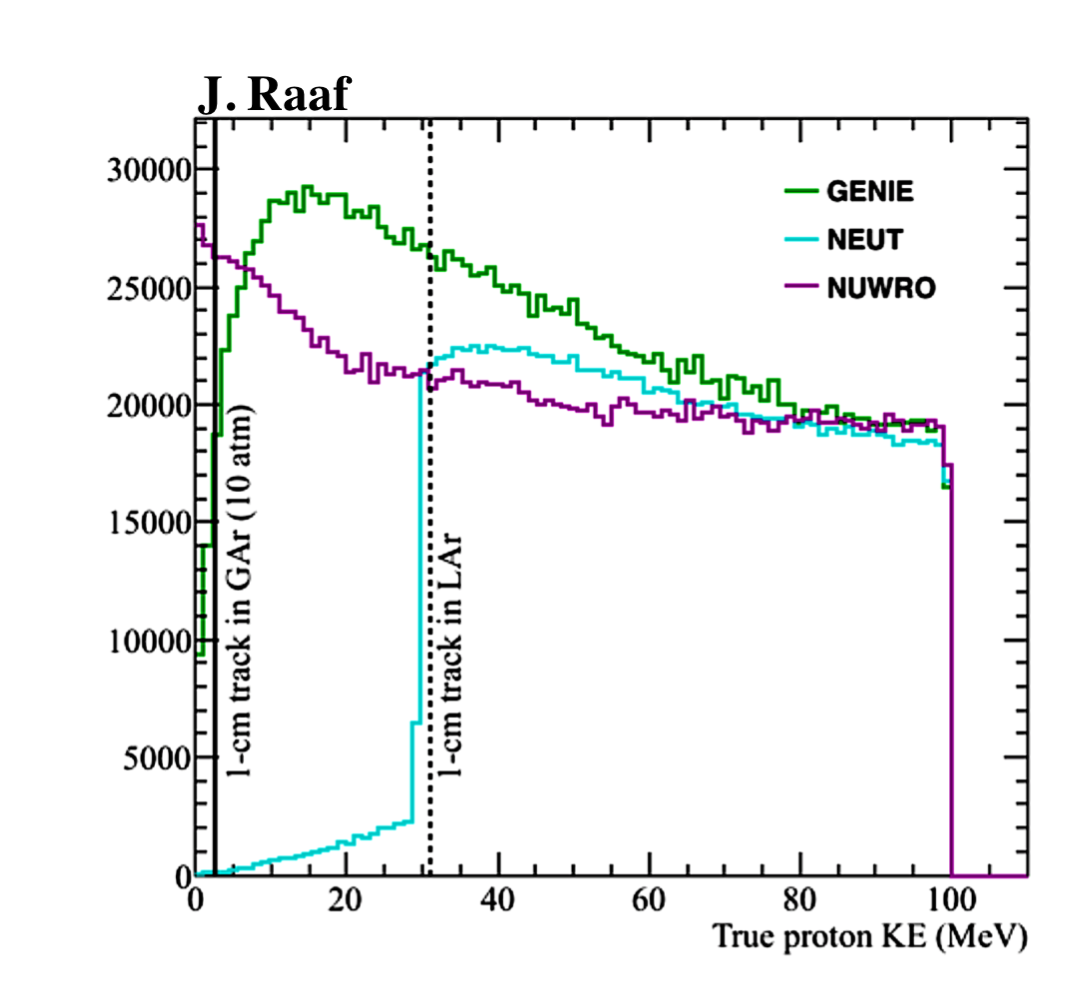 J. Raaf
30000
25000
20000
15000
10000
5000
0
GENIE
NEUT
NUWRO
1-cm track in GAr (10 atm)
1-cm track in LAr
0 20 40 60 80 100
True proton KE (MeV)